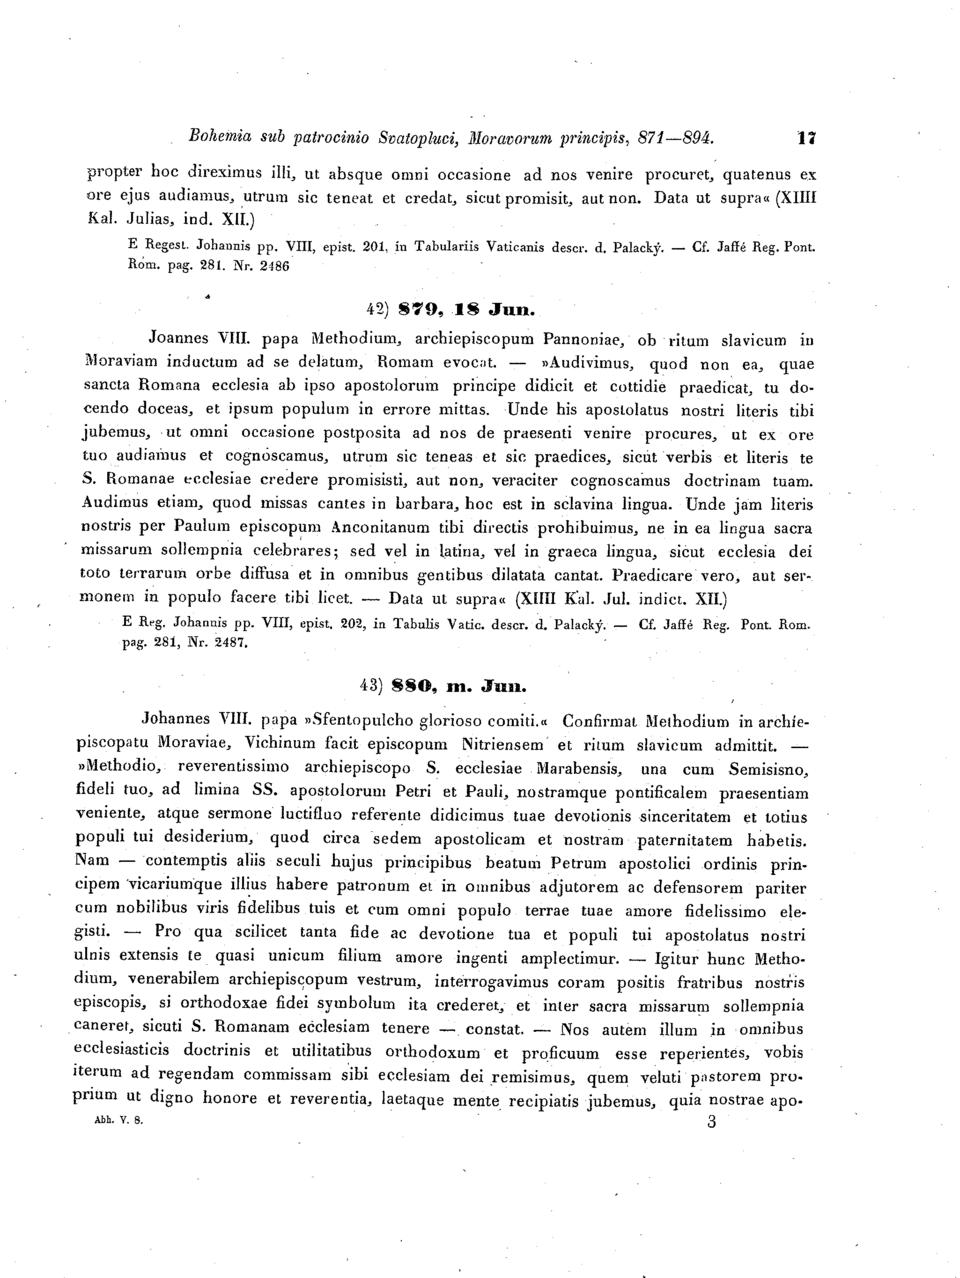 Bohemia sub patrocinio Svatopluci, Moravorum principis, 871—894. 17
propter hoc direximus illi, ut absque omni occasione ad nos venire procuret, quatenus ex
ore ejus audiamus, utrum sic teneat et credat, sicut promisit, aut non. Data ut supra« (XIIII
Kal. Julias, ind. XII.)
E Regest. Johannis pp. VIII, epist. 201, in Tabulariis Vaticanis descr. d. Palacký. — Cf. Jaffé Reg. Pont.
Rom. pag. 281. Nr. 2486
42) 879, 18 Jun.
Joannes VIII. papa Methodium, archiepiscopum Pannoniae, ob ritum slavicum in
Moraviam inductum ad se delatum, Romam evocat. — »Audivimus, quod non ea, quae
sancta Romana ecclesia ab ipso apostolorum principe didicit et cottidie praedicat, tu do-
cendo doceas, et ipsum populum in errore mittas. Unde his apostolatus nostri literis tibi
jubemus, ut omni occasione postposita ad nos de praesenti venire procures, ut ex ore
tuo audiamus et cognoscamus, utrum sic teneas et sic praedices, sicut verbis et literis te
S. Romanae ecclesiae credere promisisti, aut non, veraciter cognoscamus doctrinam tuam.
Audimus etiam, quod missas cantes in barbara, hoc est in sclavina lingua. Unde jam literis
nostris per Paulum episcopum Anconitanum tibi directis prohibuimus, ne in ea lingua sacra
missarum sollempnia celebrares; sed vel in latina, vel in graeca lingua, sicut ecclesia dei
toto terrarum orbe diffusa et in omnibus gentibus dilatata cantat. Praedicare vero, aut ser-
monem in populo facere tibi licet. — Data ut supra« (XIIII Kal. Jul. indict. XII.)
E Reg. Johannis pp. VIII, epist. 202, in Tabulis Vatic. descr. d. Palacký. — Cf. Jaffé Reg. Pont. Rom.
pag. 281, Nr. 2487.
43) 880, m. Jun.
Johannes VIII. papa »Sfentopulcho glorioso comiti.« Confirmat Methodium in archie-
piscopatu Moraviae, Vichinum facit episcopum Nitriensem et ritum slavicum admittit. —
»Methodio, reverentissimo archiepiscopo S. ecclesiae Marabensis, una cum Semisisno,
fideli tuo, ad limina SS. apostolorum Petri et Pauli, nostramque pontificalem praesentiam
veniente, atque sermone luctifluo referente didicimus tuae devotionis sinceritatem et totius
populi tui desiderium, quod circa sedem apostolicam et nostram paternitatem habetis.
Nam — contemptis aliis seculi hujus principibus beatum Petrum apostolici ordinis prin-
cipem vicariumque illius habere patronum et in omnibus adjutorem ac defensorem pariter
cum nobilibus viris fidelibus tuis et cum omni populo terrae tuae amore fidelissimo ele-
gisti. — Pro qua scilicet tanta fide ac devotione tua et populi tui apostolatus nostri
ulnis extensis te quasi unicum filium amore ingenti amplectimur. — Igitur hunc Metho-
dium, venerabilem archiepiscopum vestrum, interrogavimus coram positis fratribus nostris
episcopis, si orthodoxae fidei symbolum ita crederet, et inter sacra missarum sollempnia
caneret, sicuti S. Romanam ecclesiam tenere — constat. — Nos autem illum in omnibus
ecclesiasticis doctrinis et utilitatibus orthodoxum et proficuum esse reperientes, vobis
iterum ad regendam commissam sibi ecclesiam dei remisimus, quem veluti pastorem pro-
prium ut digno honore et reverentia, laetaque mente recipiatis jubemus, quia nostrae apo-
Abh. V. 8. 3